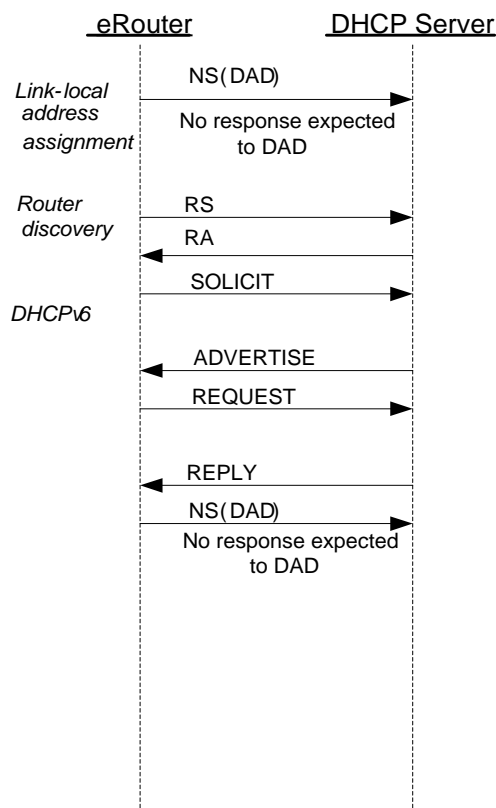 eRouter
DHCP Server
NS(DAD)
Link-local
address
assignment
No response expected
to DAD
Router
discovery
RS
RA
SOLICIT
DHCPv6
ADVERTISE
REQUEST
REPLY
NS(DAD)
No response expected
to DAD